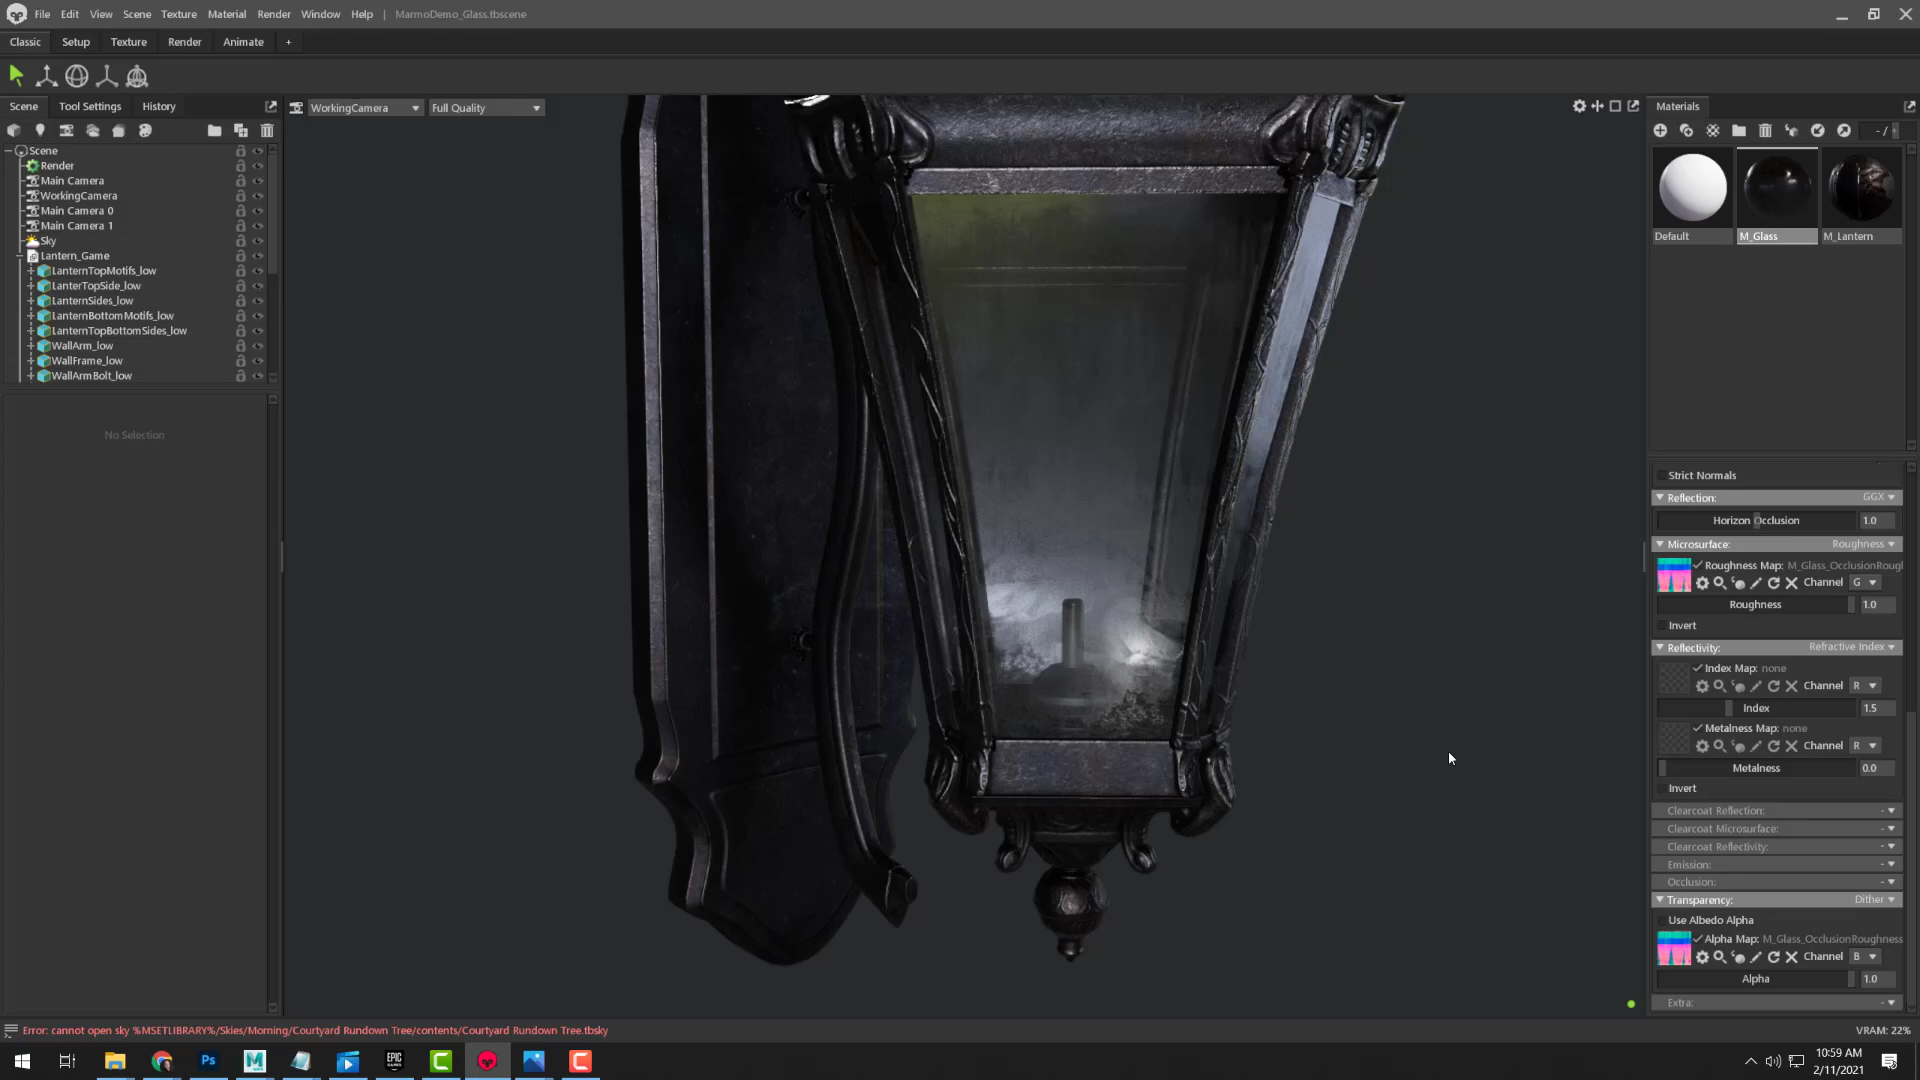 File Edit View Scene Texture Material Render Window Help MarmoDemo_Glass.tbscene
Classic Setup Texture Render Animate +
Scene Tool Settings History
WorkingCamera Full Quality
Materials
- /
Scene
Render
Main Camera
WorkingCamera
Main Camera 0
Main Camera 1
Sky
Lantern_Game
LanternTopMotifs_low
LanterTopSide_low
LanternSides_low
LanternBottomMotifs_low
LanternTopBottomSides_low
WallArm_low
WallFrame_low
WallArmBolt_low
No Selection
Default M_Glass M_Lantern
Strict Normals
Reflection: GGX
Horizon Occlusion 1.0
Microsurface: Roughness
Roughness Map: M_Glass_OcclusionRough
Channel G
Roughness 1.0
Invert
Reflectivity: Refractive Index
Index Map: none
Channel R
Index 1.5
Metalness Map: none
Channel R
Metalness 0.0
Invert
Clearcoat Reflection: -
Clearcoat Microsurface: -
Clearcoat Reflectivity: -
Emission: -
Occlusion: -
Transparency: Dither
Use Albedo Alpha
Alpha Map: M_Glass_OcclusionRoughness
Channel B
Alpha 1.0
Extra: -
Error: cannot open sky %MSETLIBRARY%/Skies/Morning/Courtyard Rundown Tree/contents/Courtyard Rundown Tree.tbsky
VRAM: 22%
Ps M EPIC GAMES C C
10:59 AM
2/11/2021